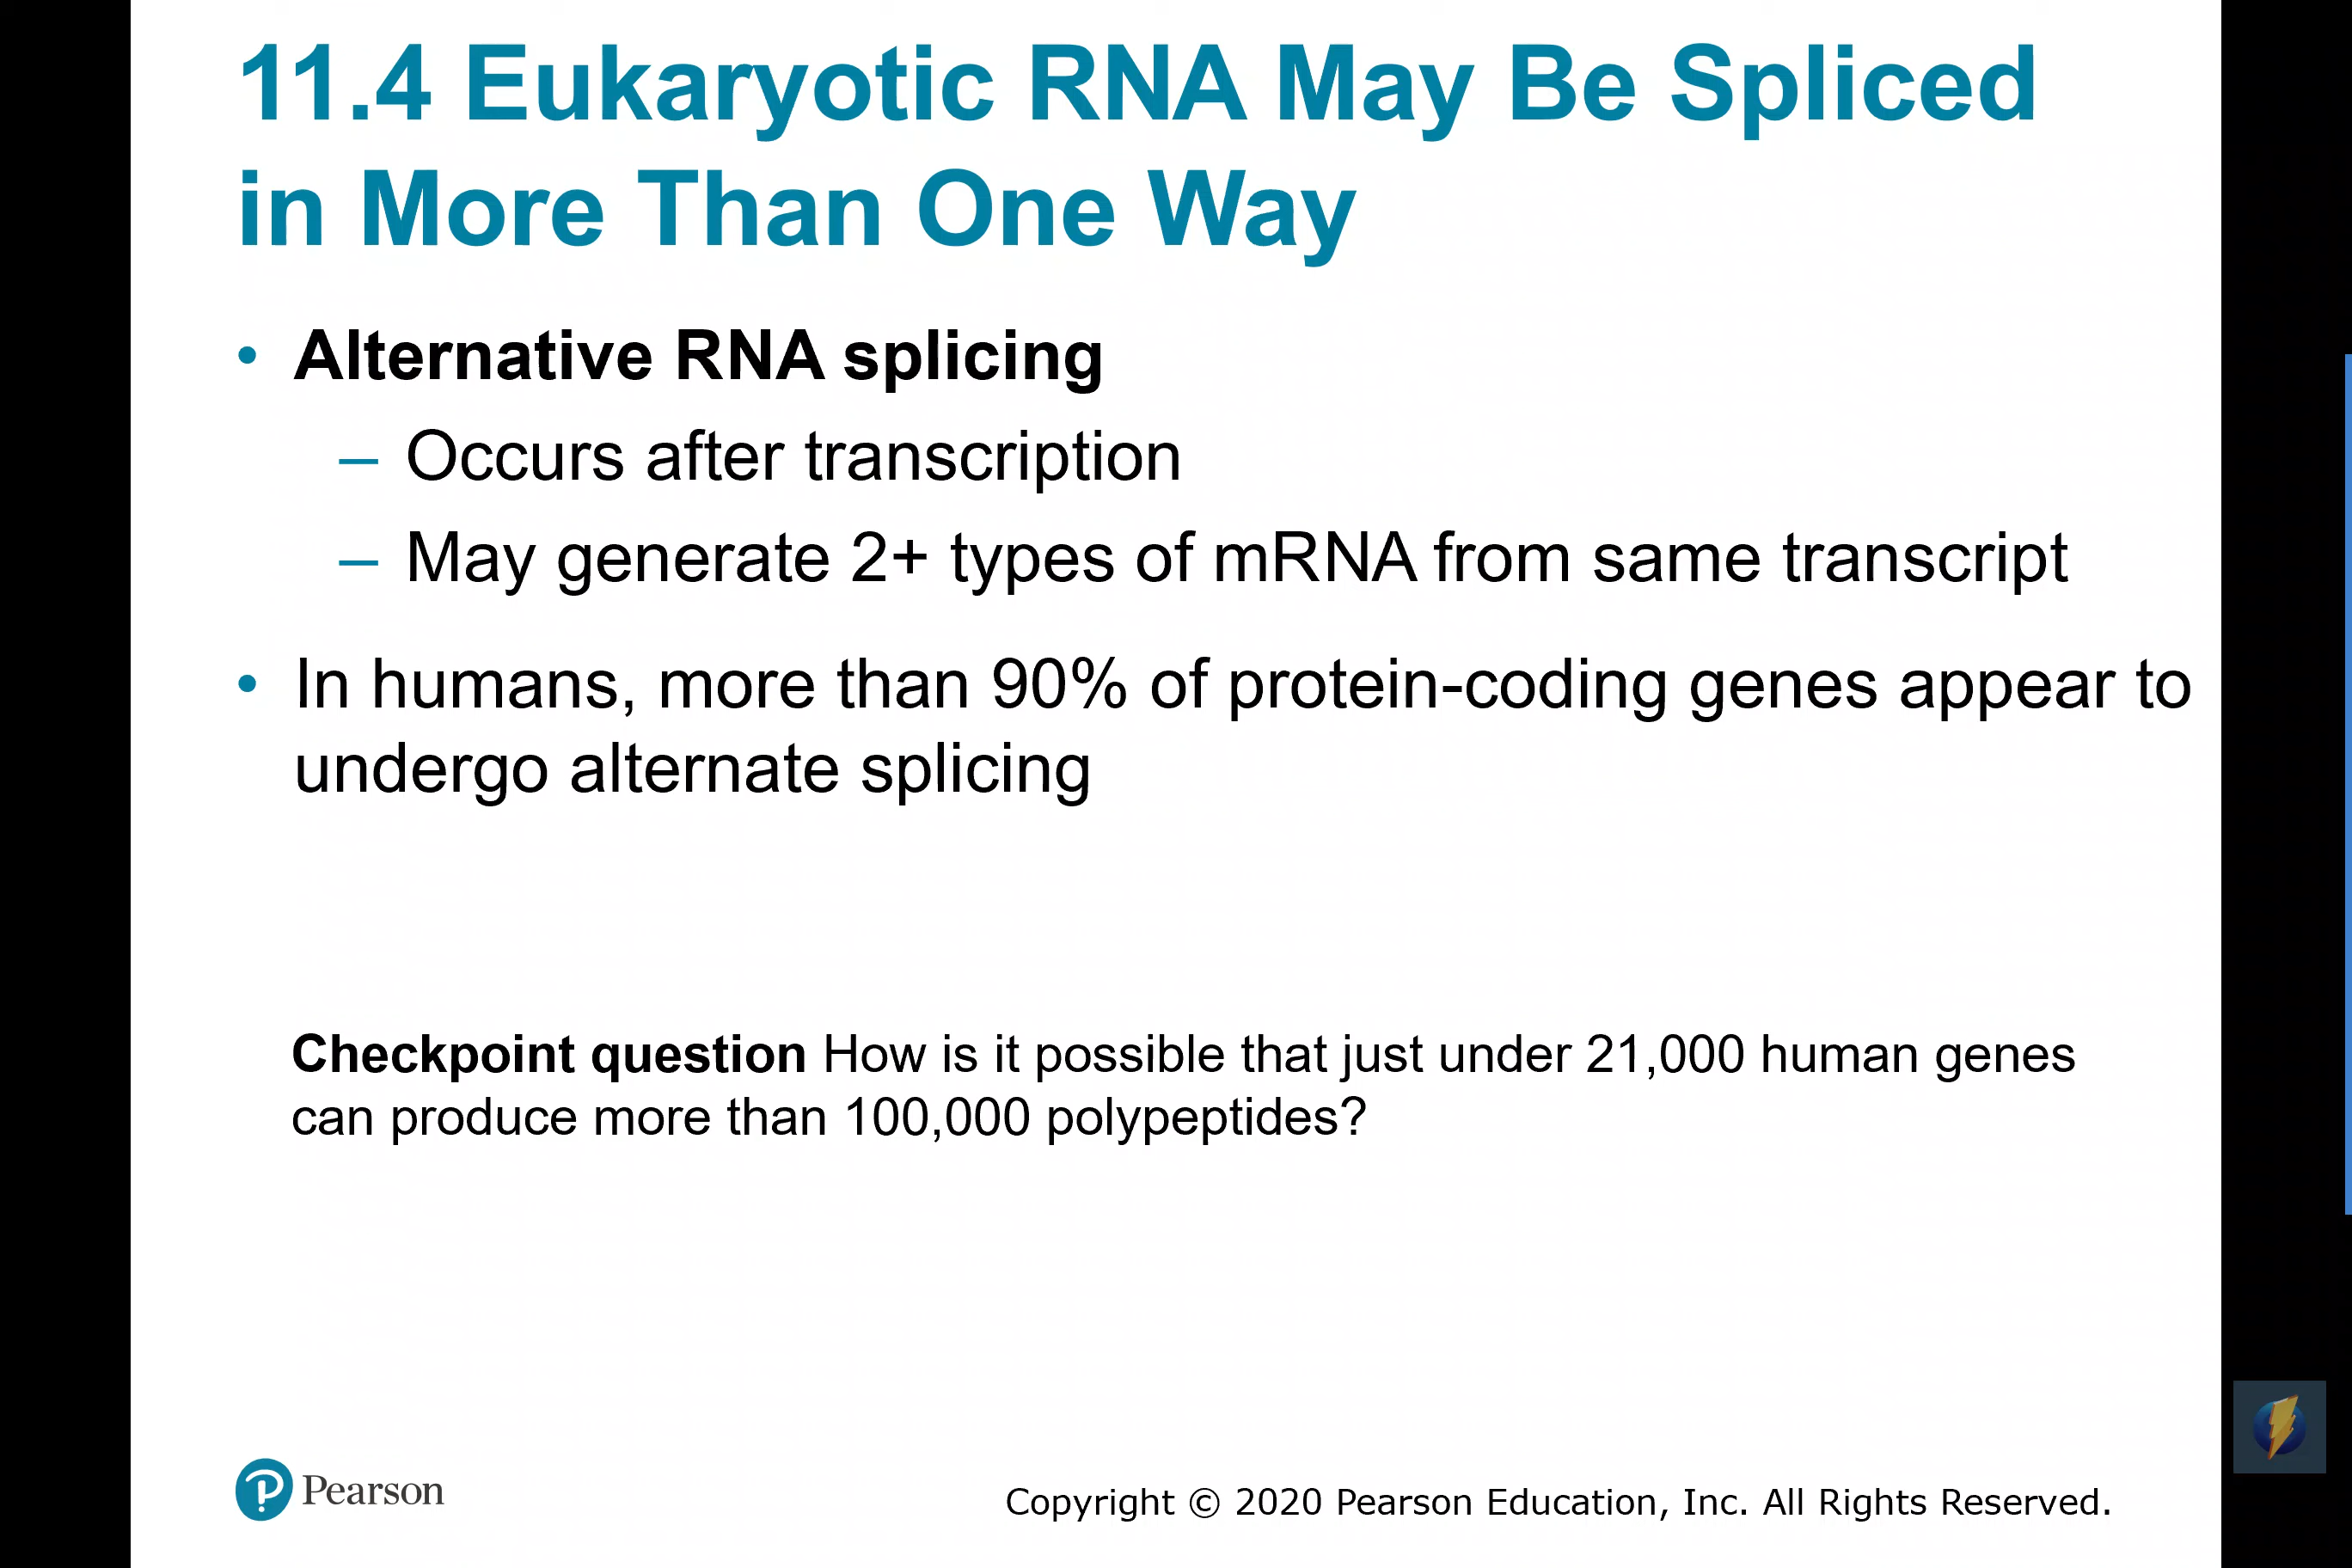 11.4 Eukaryotic RNA May Be Spliced
in More Than One Way
• Alternative RNA splicing
– Occurs after transcription
– May generate 2+ types of mRNA from same transcript
• In humans, more than 90% of protein-coding genes appear to
undergo alternate splicing
Checkpoint question How is it possible that just under 21,000 human genes
can produce more than 100,000 polypeptides?
Pearson
Copyright © 2020 Pearson Education, Inc. All Rights Reserved.